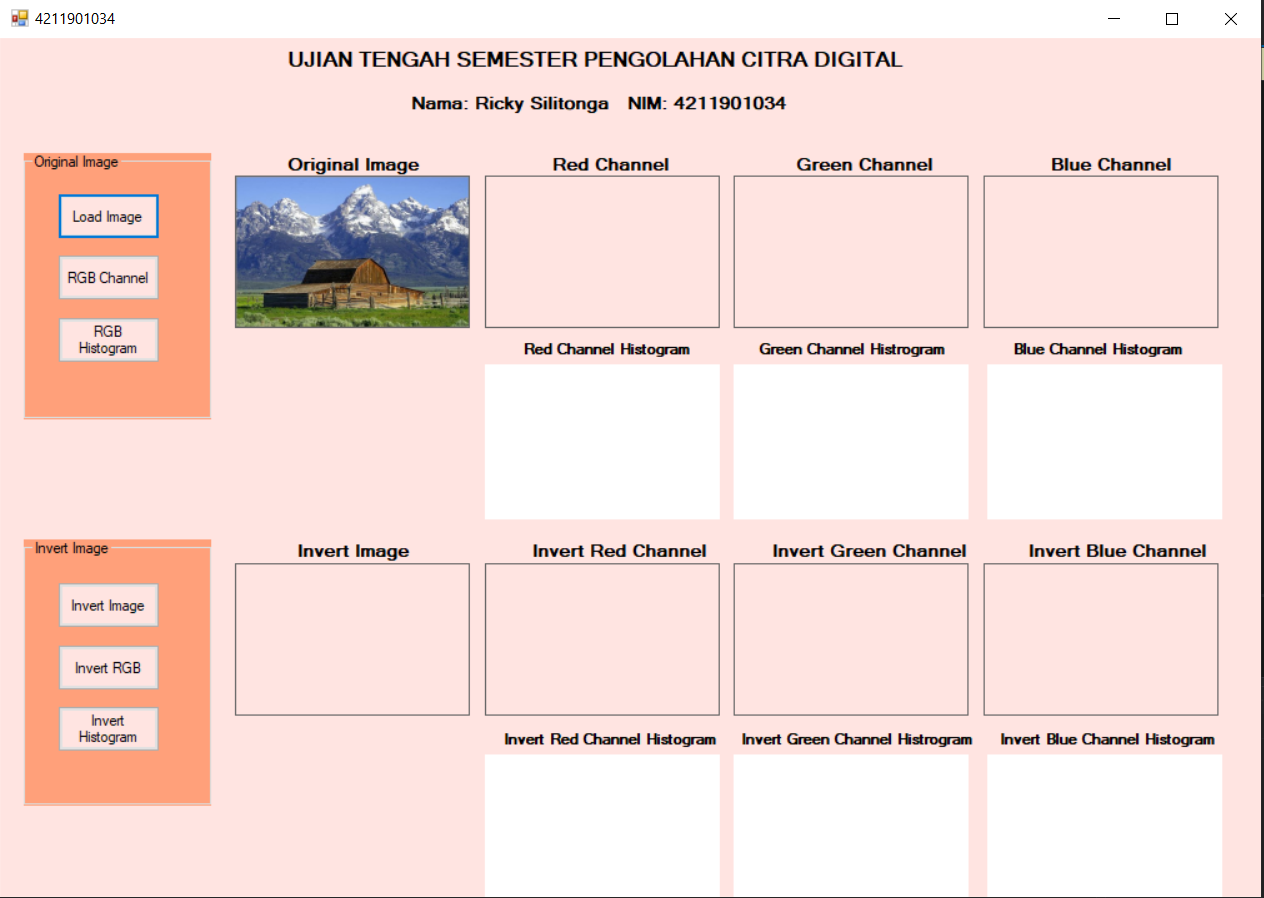 4211901034
UJIAN TENGAH SEMESTER PENGOLAHAN CITRA DIGITAL
Nama: Ricky Silitonga NIM: 4211901034
Original Image
Load Image
RGB Channel
RGB
Histogram
Original Image
Red Channel
Green Channel
Blue Channel
Red Channel Histogram
Green Channel Histrogram
Blue Channel Histogram
Invert Image
Invert Image
Invert RGB
Invert
Histogram
Invert Image
Invert Red Channel
Invert Green Channel
Invert Blue Channel
Invert Red Channel Histogram
Invert Green Channel Histrogram
Invert Blue Channel Histogram